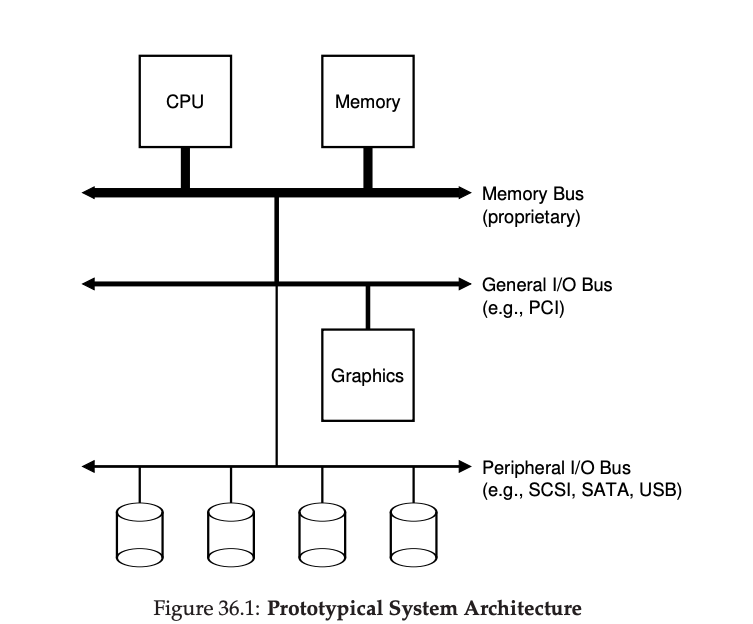 CPU
Memory
Memory Bus
(proprietary)
General I/O Bus
(e.g., PCI)
Graphics
Peripheral I/O Bus
(e.g., SCSI, SATA, USB)
Figure 36.1: Prototypical System Architecture